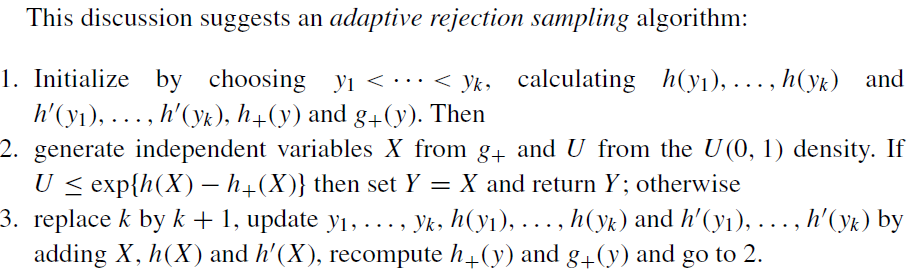 This discussion suggests an adaptive rejection sampling algorithm:
1. Initialize by choosing y₁ < ··· < yₖ, calculating h(y₁), . . . , h(yₖ) and
h′(y₁), . . . , h′(yₖ), h₊(y) and g₊(y). Then
2. generate independent variables X from g₊ and U from the U(0, 1) density. If
U ≤ exp{h(X) − h₊(X)} then set Y = X and return Y; otherwise
3. replace k by k + 1, update y₁, . . . , yₖ, h(y₁), . . . , h(yₖ) and h′(y₁), . . . , h′(yₖ) by
adding X, h(X) and h′(X), recompute h₊(y) and g₊(y) and go to 2.